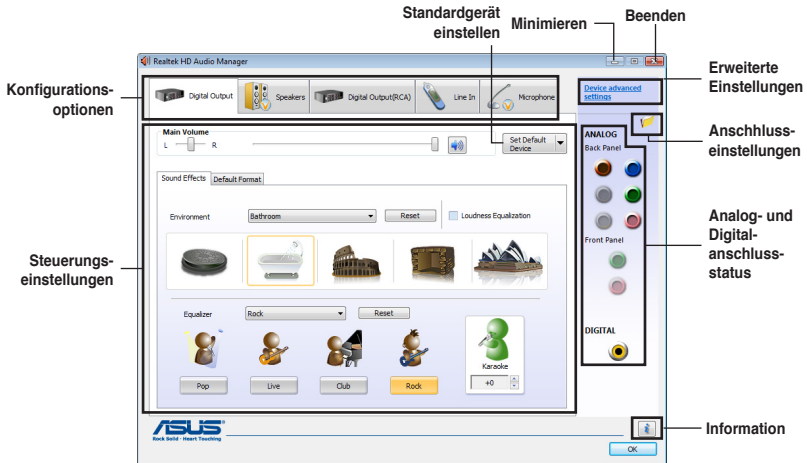 Standardgerät
einstellen
Minimieren
Beenden
Realtek HD Audio Manager
Konfigurations-
optionen
Digital Output
Speakers
Digital Output(RCA)
Line In
Microphone
Device advanced
settings
Erweiterte
Einstellungen
Main Volume
L
R
Set Default
Device
ANALOG
Back Panel
Anschhluss-
einstellungen
Sound Effects
Default Format
Environment
Bathroom
Reset
Loudness Equalization
Front Panel
Analog- und
Digital-
anschluss-
status
Steuerungs-
einstellungen
Equalizer
Rock
Reset
DIGITAL
Karaoke
+0
Pop
Live
Club
Rock
ASUS
Rock Solid · Heart Touching
i
Information
OK